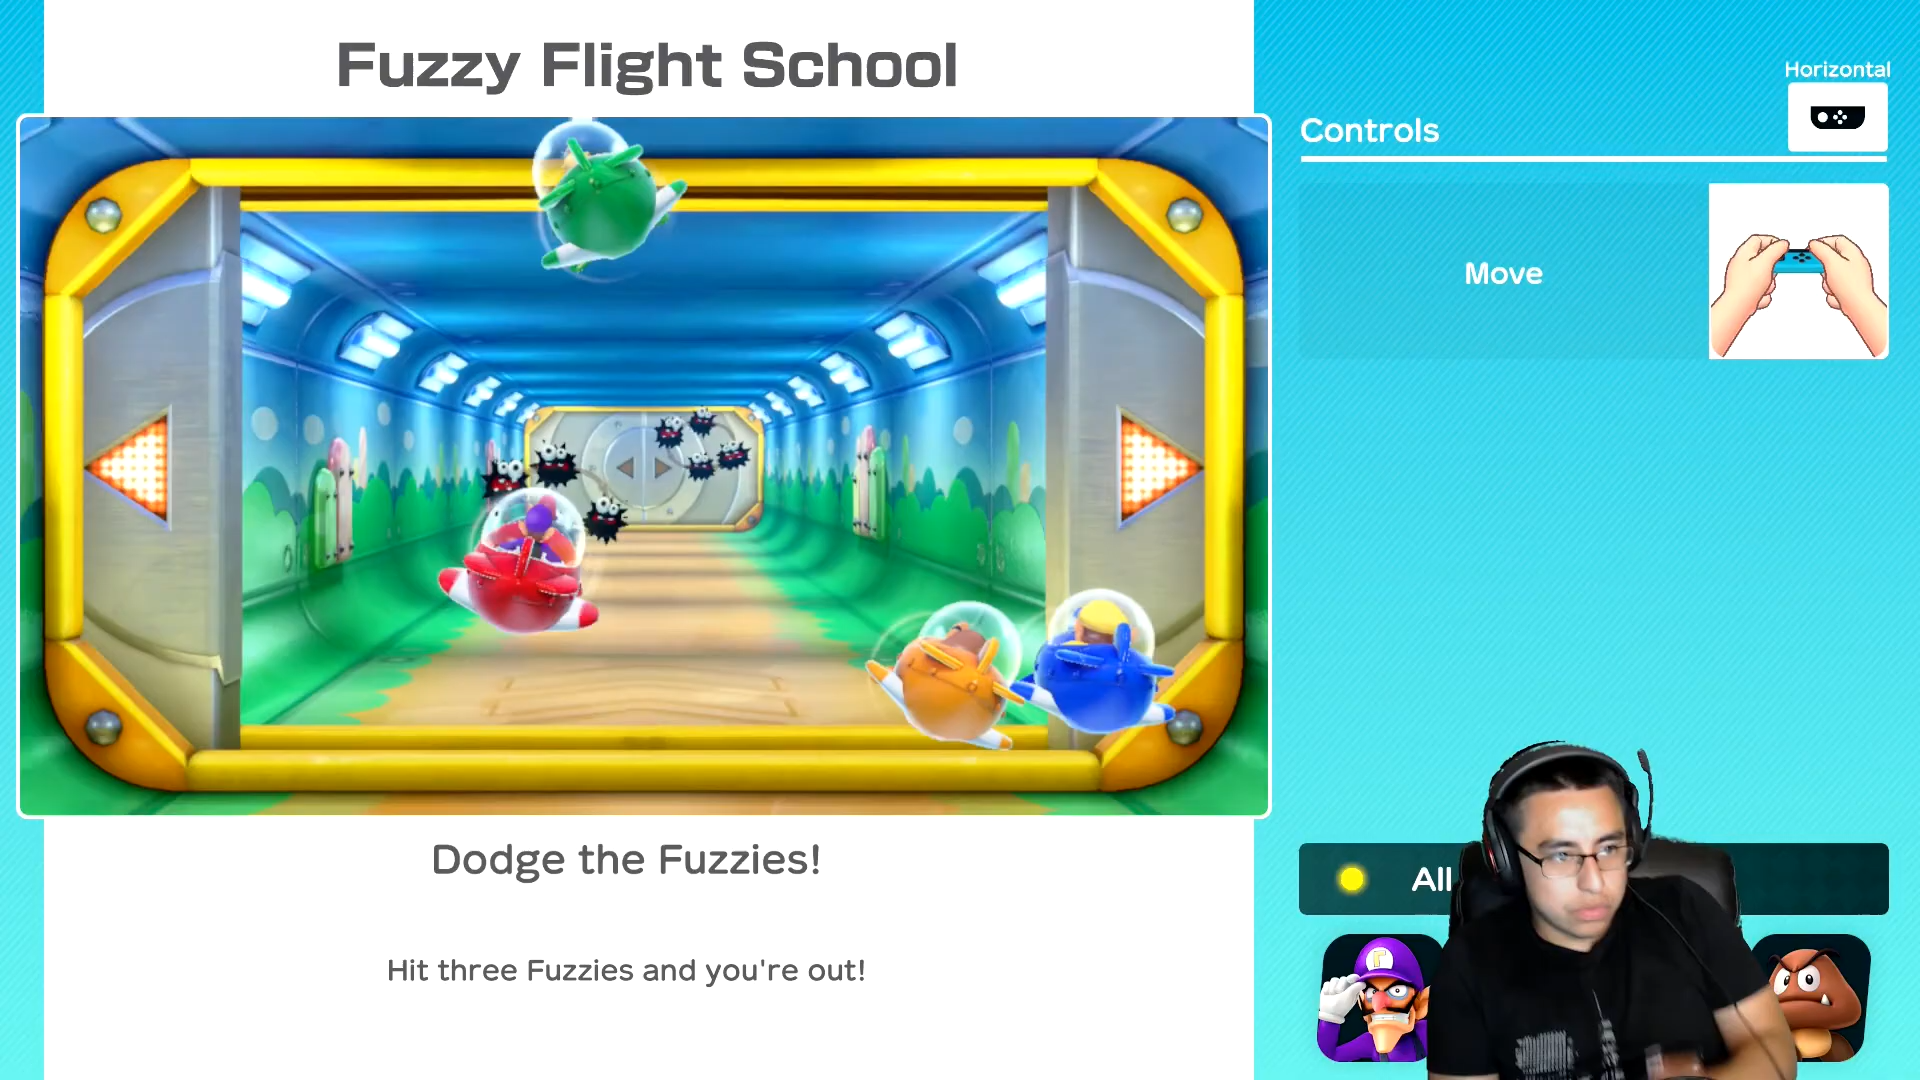 Fuzzy Flight School
Horizontal
Controls
Move
Dodge the Fuzzies!
All
Hit three Fuzzies and you're out!